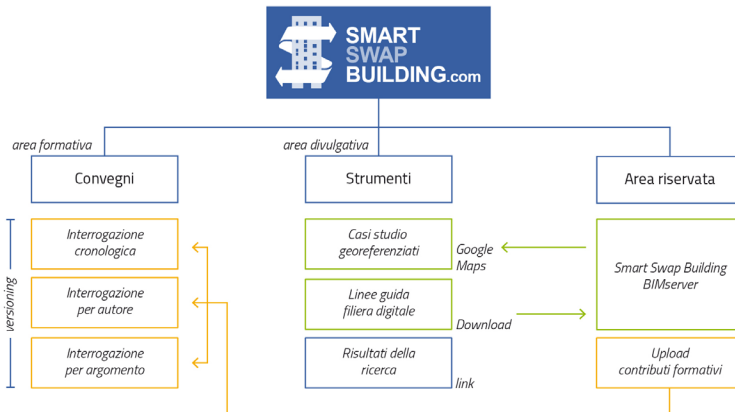 SMART
SWAP
BUILDING.com
area formativa
area divulgativa
Convegni
Strumenti
Area riservata
versioning
Interrogazione
cronologica
Interrogazione
per autore
Interrogazione
per argomento
Casi studio
georeferenziati
Google
Maps
Linee guida
filiera digitale
Download
Risultati della
ricerca
link
Smart Swap Building
BIMserver
Upload
contributi formativi